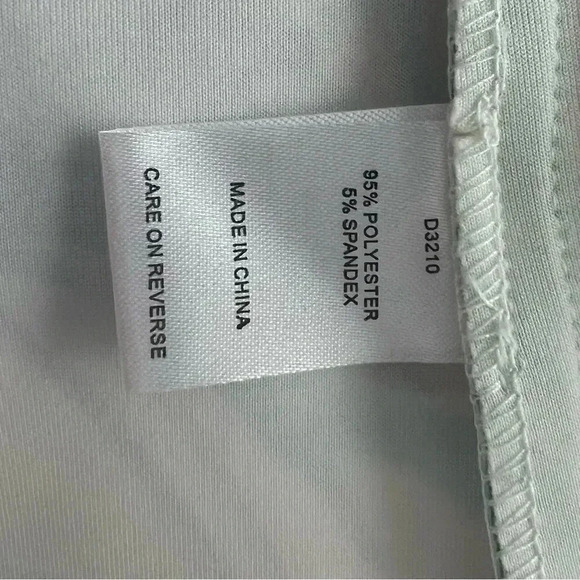 D3210
95% POLYESTER
5% SPANDEX
MADE IN CHINA
CARE ON REVERSE